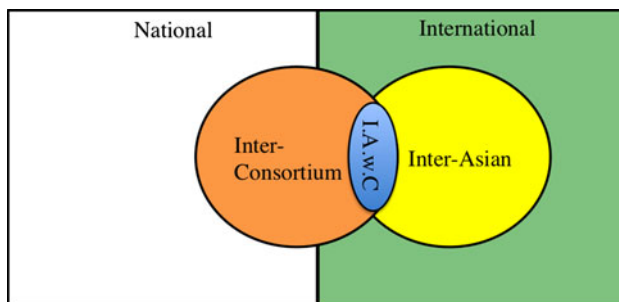 National
International
Inter-
Consortium
I.A.w.C
Inter-Asian